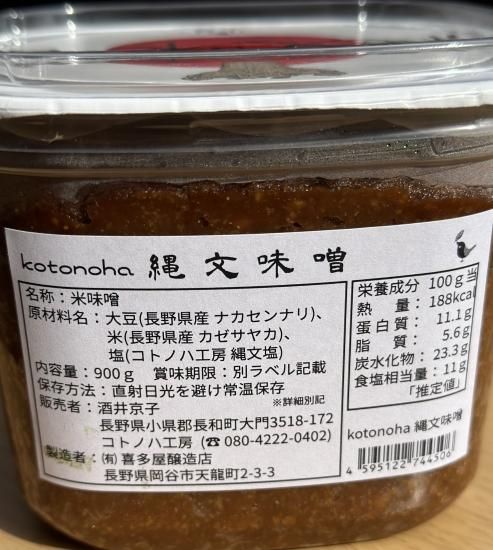 kotonoha 縄文味噌
名称：米味噌
原材料名：大豆(長野県産 ナカセンナリ)、
米(長野県産 カゼサヤカ)、
塩(コトノハ工房 縄文塩)
内容量：900g 賞味期限：別ラベル記載
保存方法：直射日光を避け常温保存
※詳細別記
販売者：酒井京子
長野県小県郡長和町大門3518-172
コトノハ工房 (☎080-4222-0402)
製造者：㈲喜多屋醸造店
長野県岡谷市天龍町2-3-3
栄養成分 100g当
熱量：188kcal
蛋白質：11.1g
脂質：5.6g
炭水化物：23.3g
食塩相当量：11g
「推定値」
kotonoha 縄文味噌
4 595122 744506